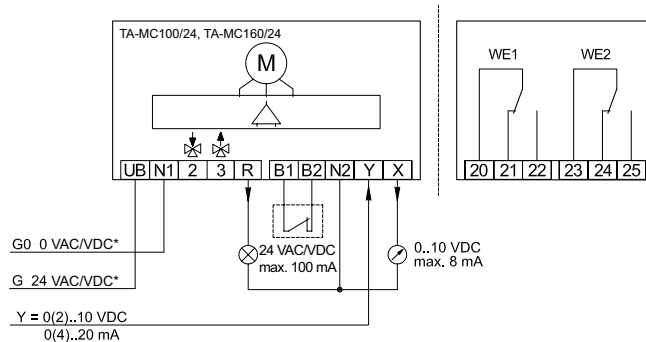 TA-MC100/24, TA-MC160/24
M
WE1
WE2
UB N1 2 3 R B1 B2 N2 Y X
20 21 22 23 24 25
G0 0 VAC/VDC*
24 VAC/VDC
max. 100 mA
0..10 VDC
max. 8 mA
G 24 VAC/VDC*
Y = 0(2)..10 VDC
0(4)..20 mA